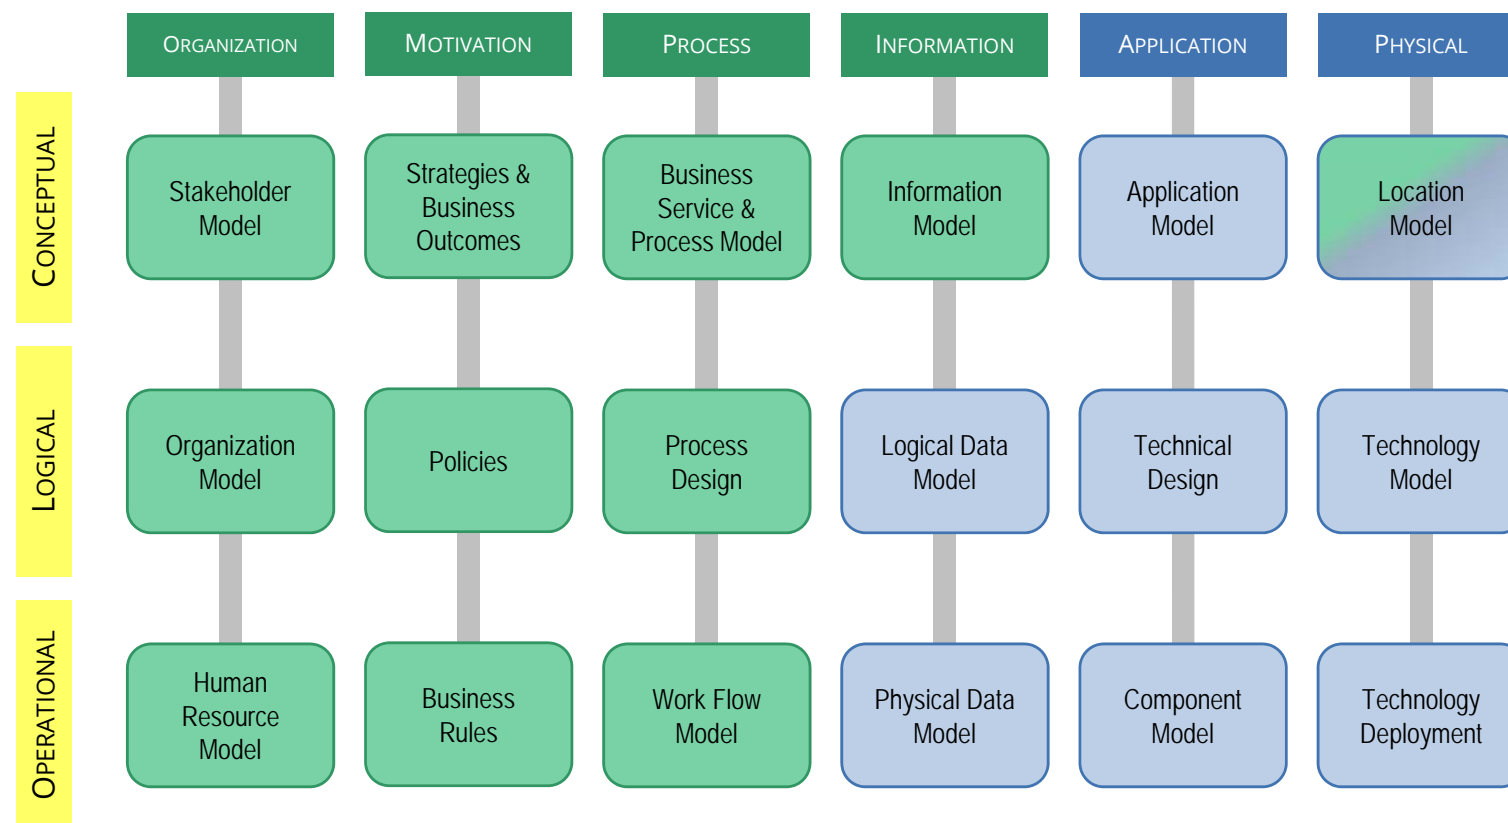 ORGANIZATION
MOTIVATION
PROCESS
INFORMATION
APPLICATION
PHYSICAL
CONCEPTUAL
Stakeholder
Model
Strategies &
Business
Outcomes
Business
Service &
Process Model
Information
Model
Application
Model
Location
Model
LOGICAL
Organization
Model
Policies
Process
Design
Logical Data
Model
Technical
Design
Technology
Model
OPERATIONAL
Human
Resource
Model
Business
Rules
Work Flow
Model
Physical Data
Model
Component
Model
Technology
Deployment